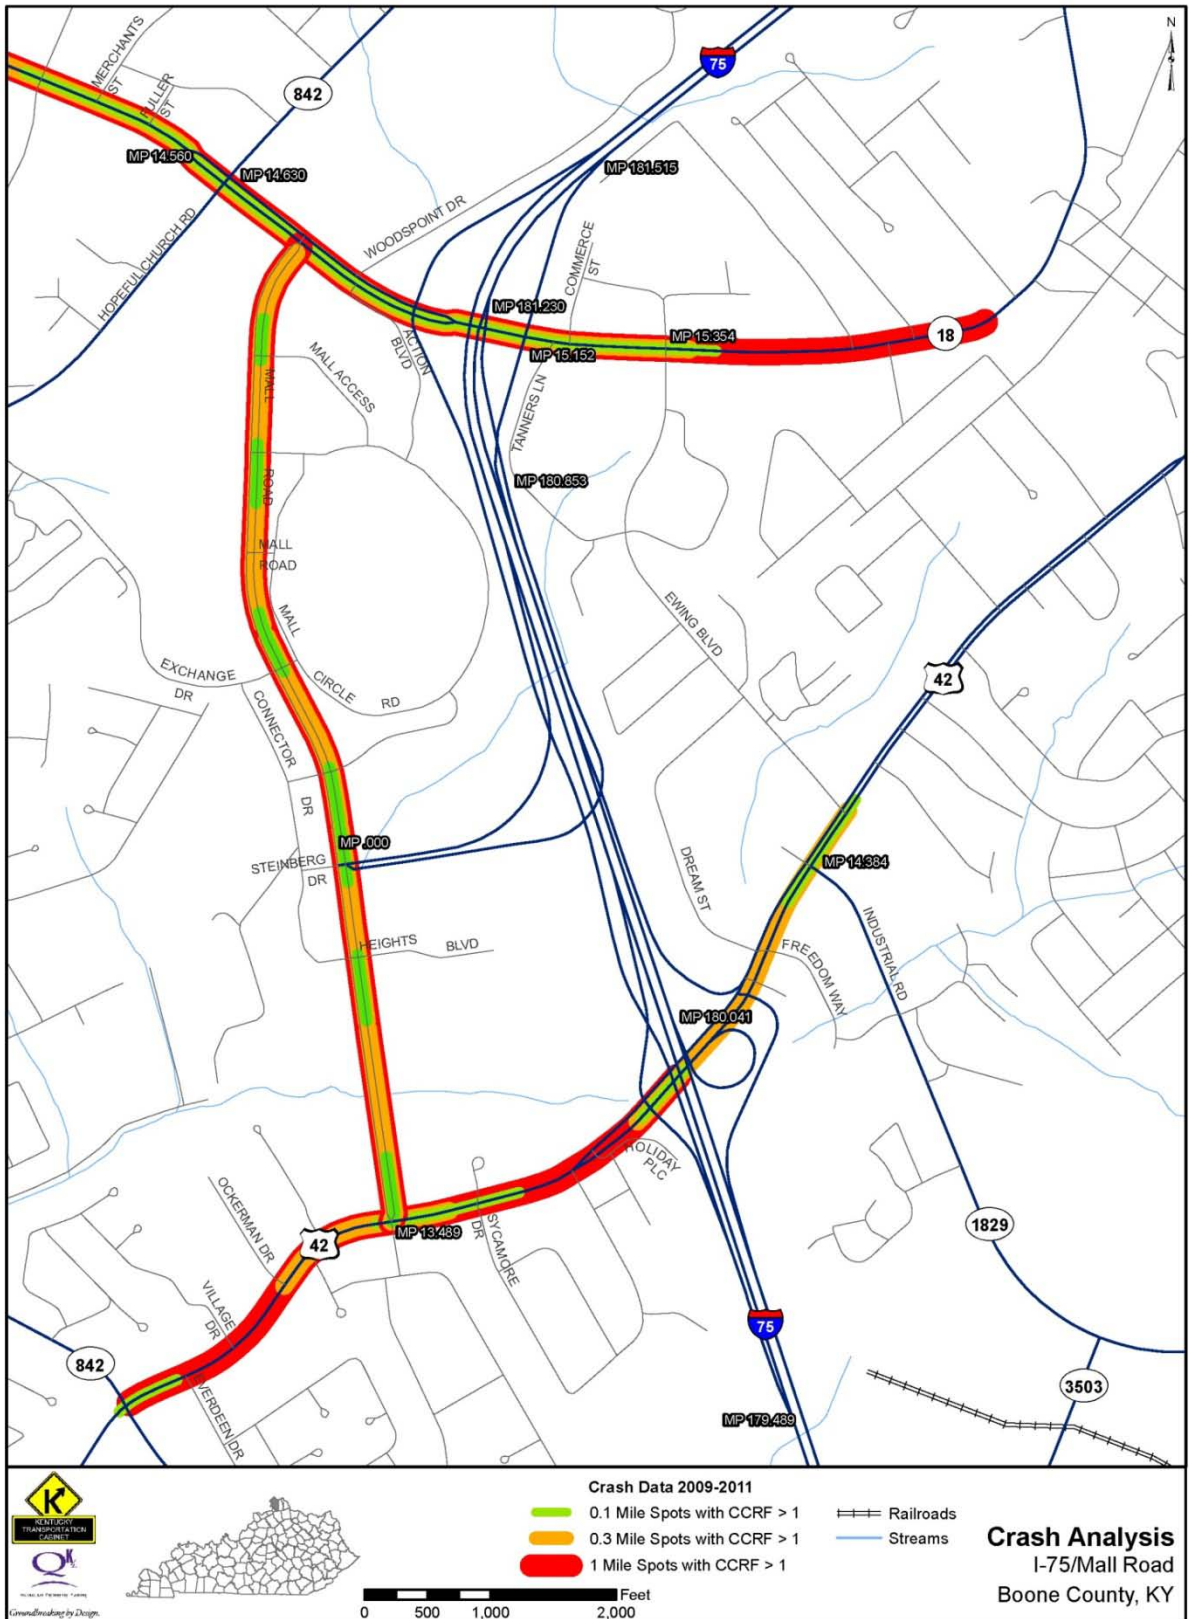 N
MERCHANTS
ST
FULLER
ST
842
75
MP 14.560
MP 14.630
MP 181.515
WOODSPOINT DR
HOPEFUL CHURCH RD
COMMERCE
ST
MP 181.230
MP 15.354
18
MP 15.152
ACTION
BLVD
MALL ACCESS
MALL
TANNERS LN
ROAD
MP 180.853
MALL
ROAD
MALL
EWING BLVD
EXCHANGE
DR
CIRCLE
RD
42
CONNECTOR
DR
MP .000
STEINBERG
DR
MP 14.384
DREAM ST
HEIGHTS
BLVD
FREEDOM WAY
INDUSTRIAL RD
MP 180.041
HOLIDAY
PLC
OCKERMAN DR
SYCAMORE
DR
MP 13.489
42
1829
VILLAGE
DR
75
842
3503
EVERDEEN DR
MP 179.489
KENTUCKY
TRANSPORTATION
CABINET
Groundbreaking by Design.
Crash Data 2009-2011
0.1 Mile Spots with CCRF > 1
0.3 Mile Spots with CCRF > 1
1 Mile Spots with CCRF > 1
Railroads
Streams
Feet
0 500 1,000 2,000
Crash Analysis
I-75/Mall Road
Boone County, KY